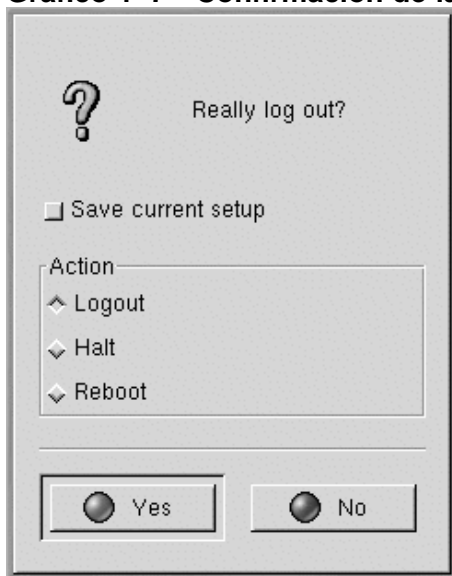 Really log out?
Save current setup
Action
Logout
Halt
Reboot
Yes
No